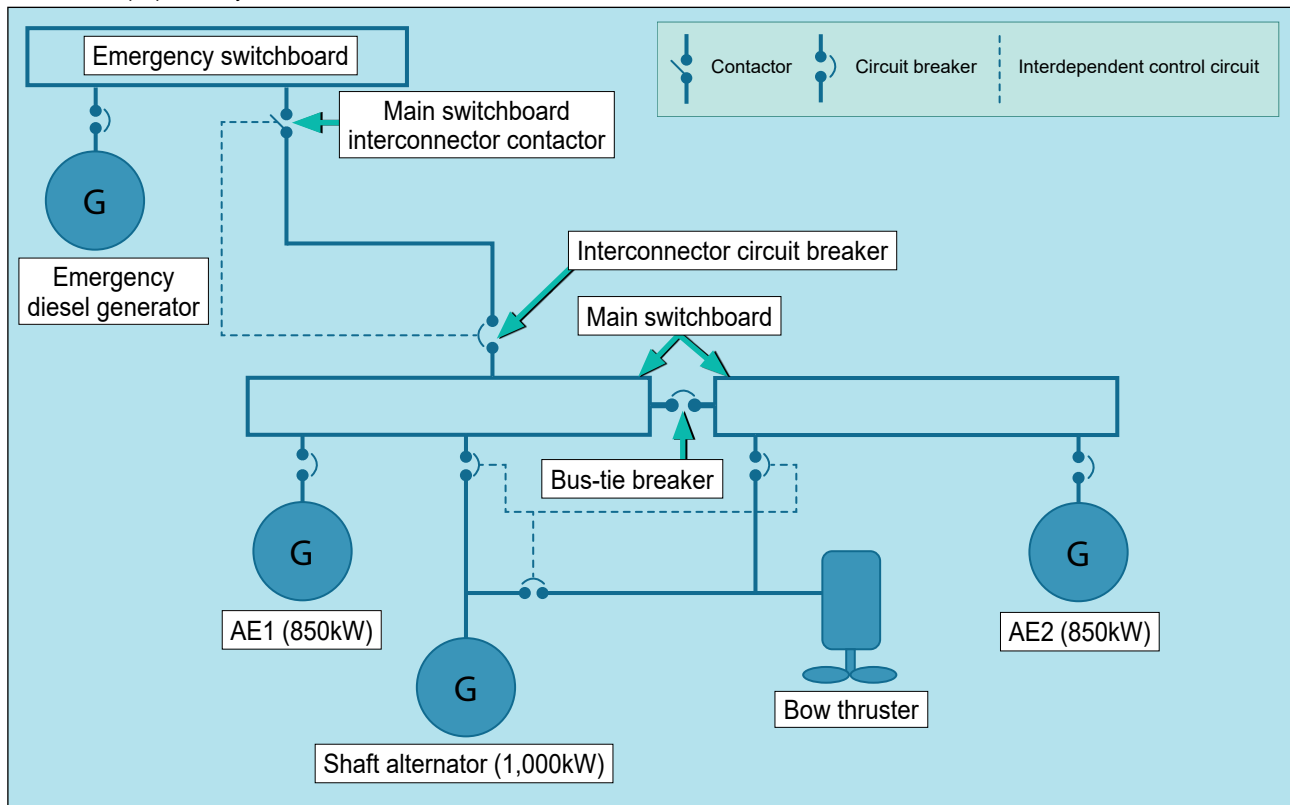 Emergency switchboard
Contactor
Circuit breaker
Interdependent control circuit
Main switchboard
interconnector contactor
G
Emergency
diesel generator
Interconnector circuit breaker
Main switchboard
Bus-tie breaker
G
AE1 (850kW)
G
Shaft alternator (1,000kW)
Bow thruster
G
AE2 (850kW)